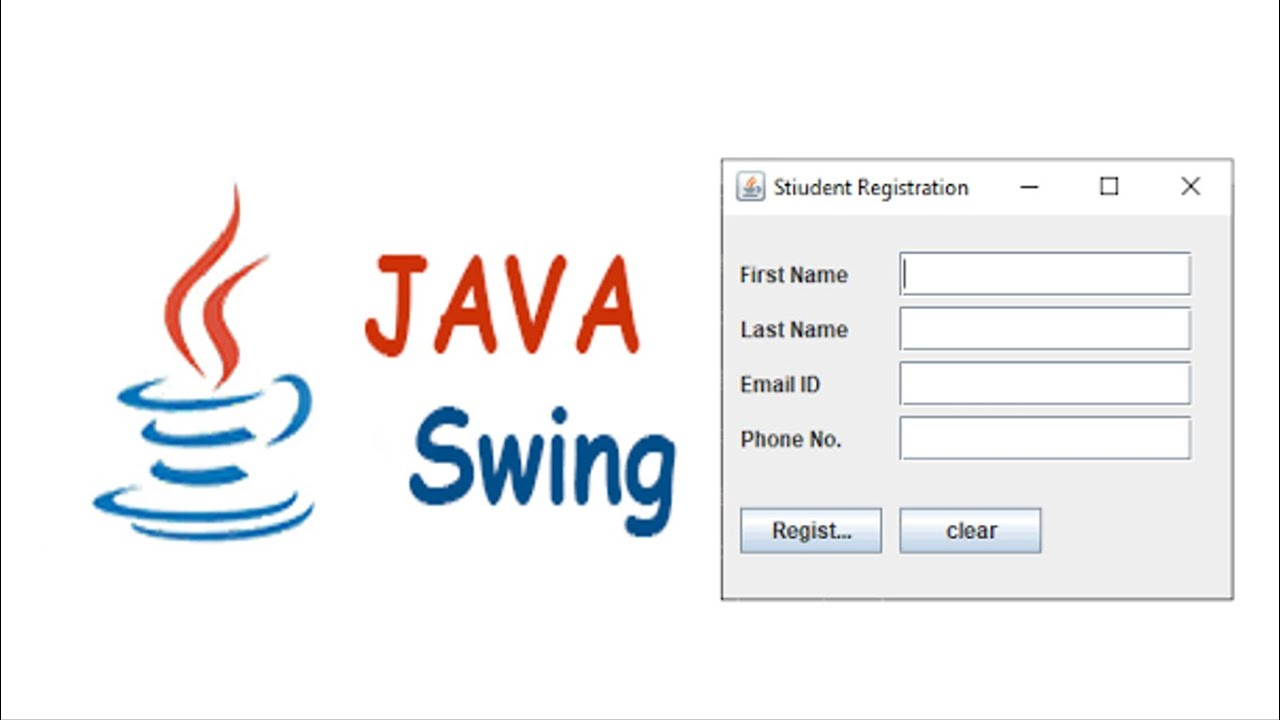 JAVA
Swing
Stiudent Registration
First Name
Last Name
Email ID
Phone No.
Regist...
clear